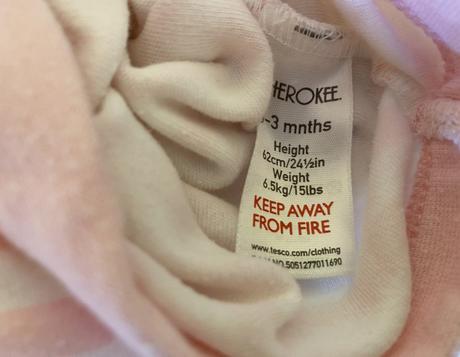 HEROKEE.
-3 mnths
Height
62cm/24½in
Weight
6.5kg/15lbs
KEEP AWAY
FROM FIRE
www.tesco.com/clothing
NO.5051277011690